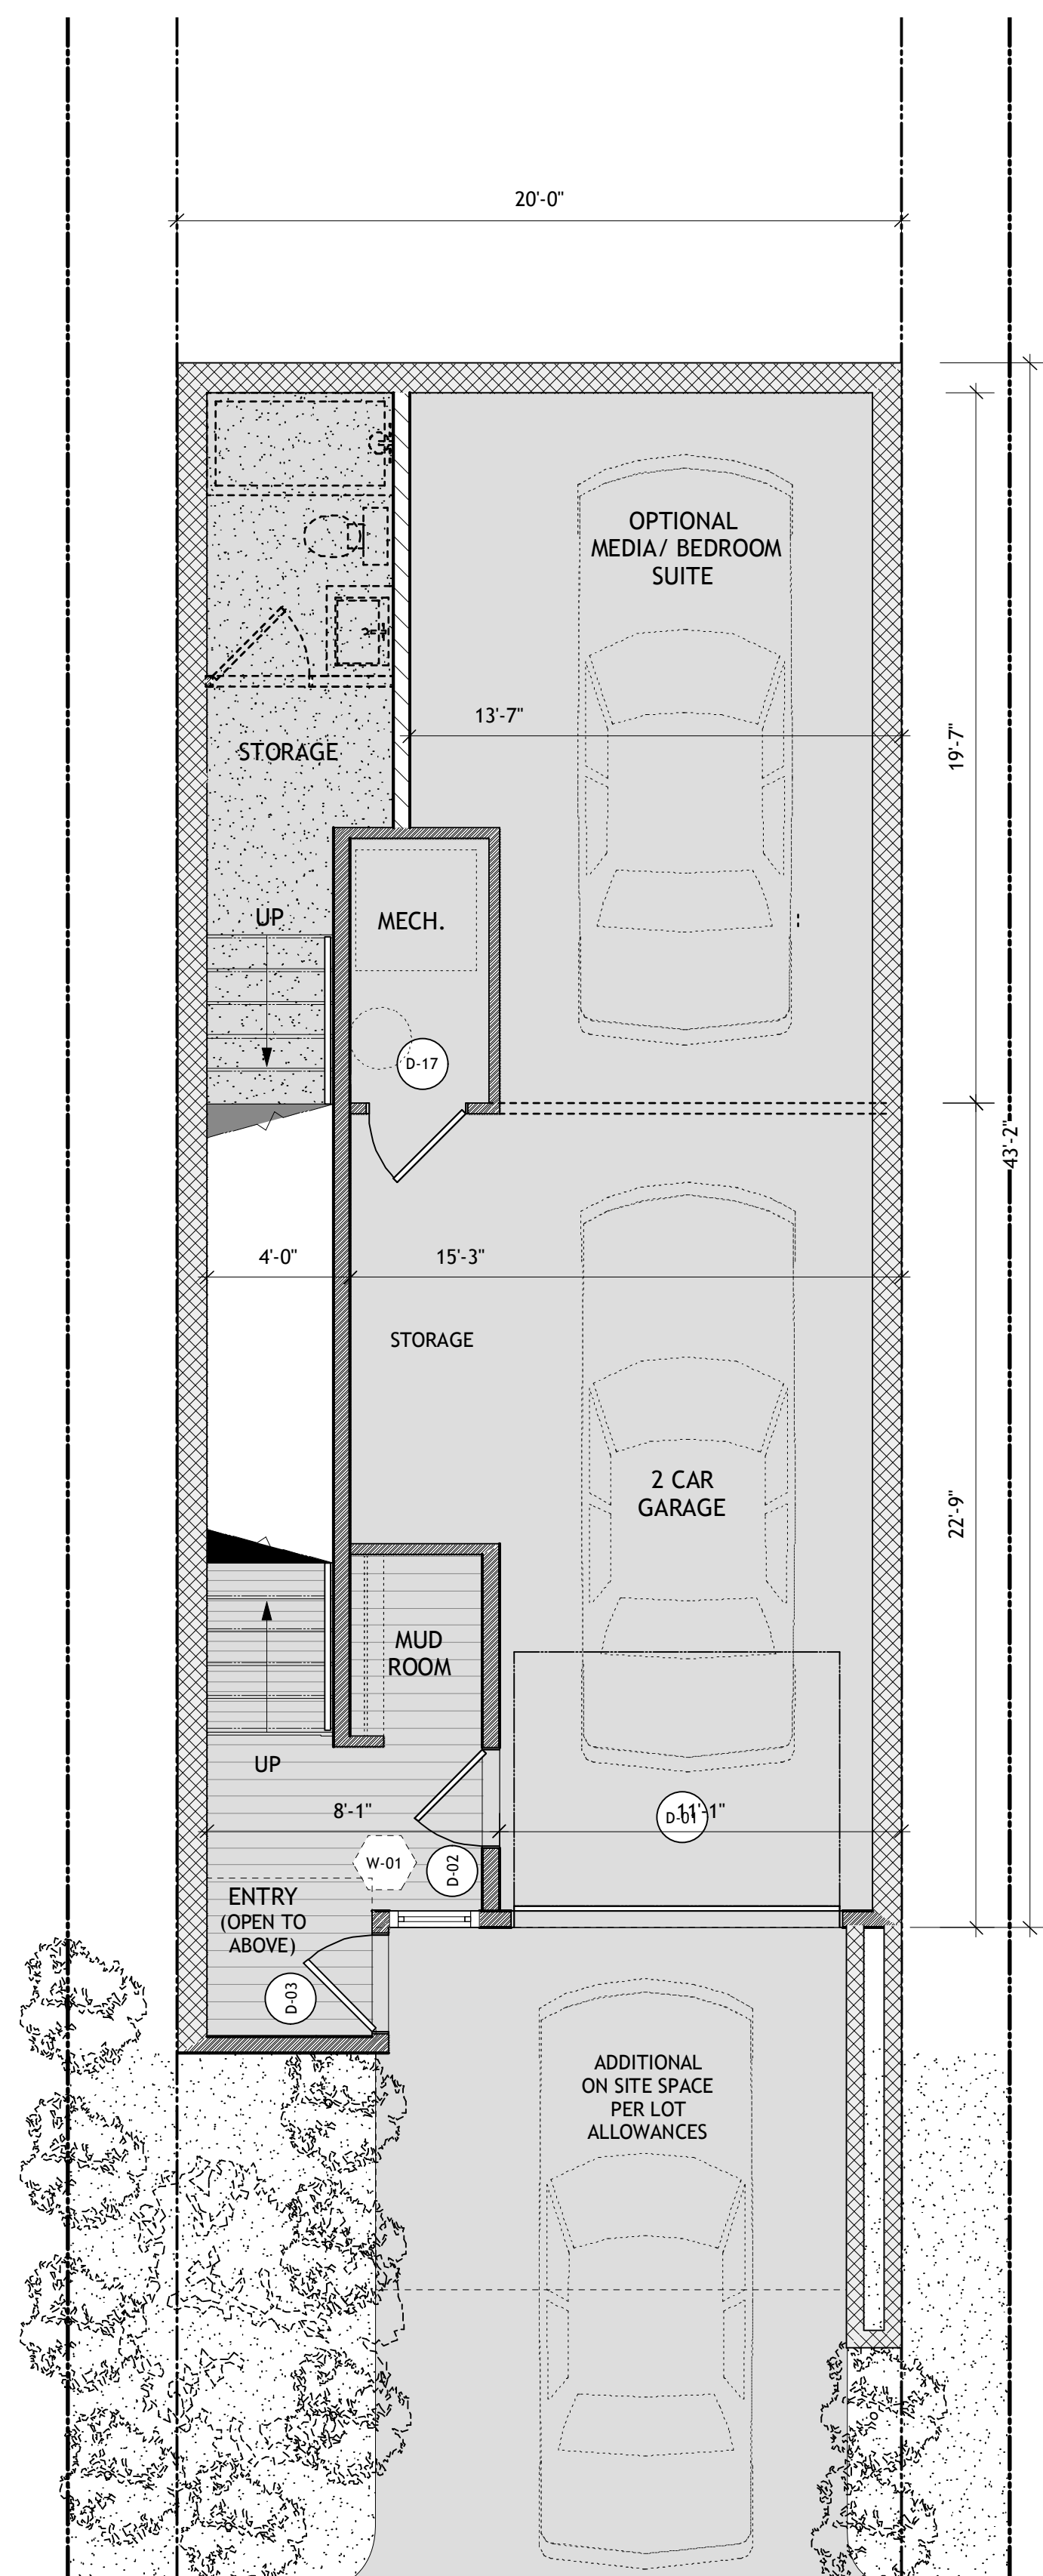 20'-0"
OPTIONAL
MEDIA/ BEDROOM
SUITE
13'-7"
19'-7"
STORAGE
UP
MECH.
D-17
43'-2"
4'-0"
15'-3"
STORAGE
2 CAR
GARAGE
22'-9"
MUD
ROOM
UP
8'-1"
11'-1"
D-01
W-01
D-02
ENTRY
(OPEN TO
ABOVE)
D-03
ADDITIONAL
ON SITE SPACE
PER LOT
ALLOWANCES